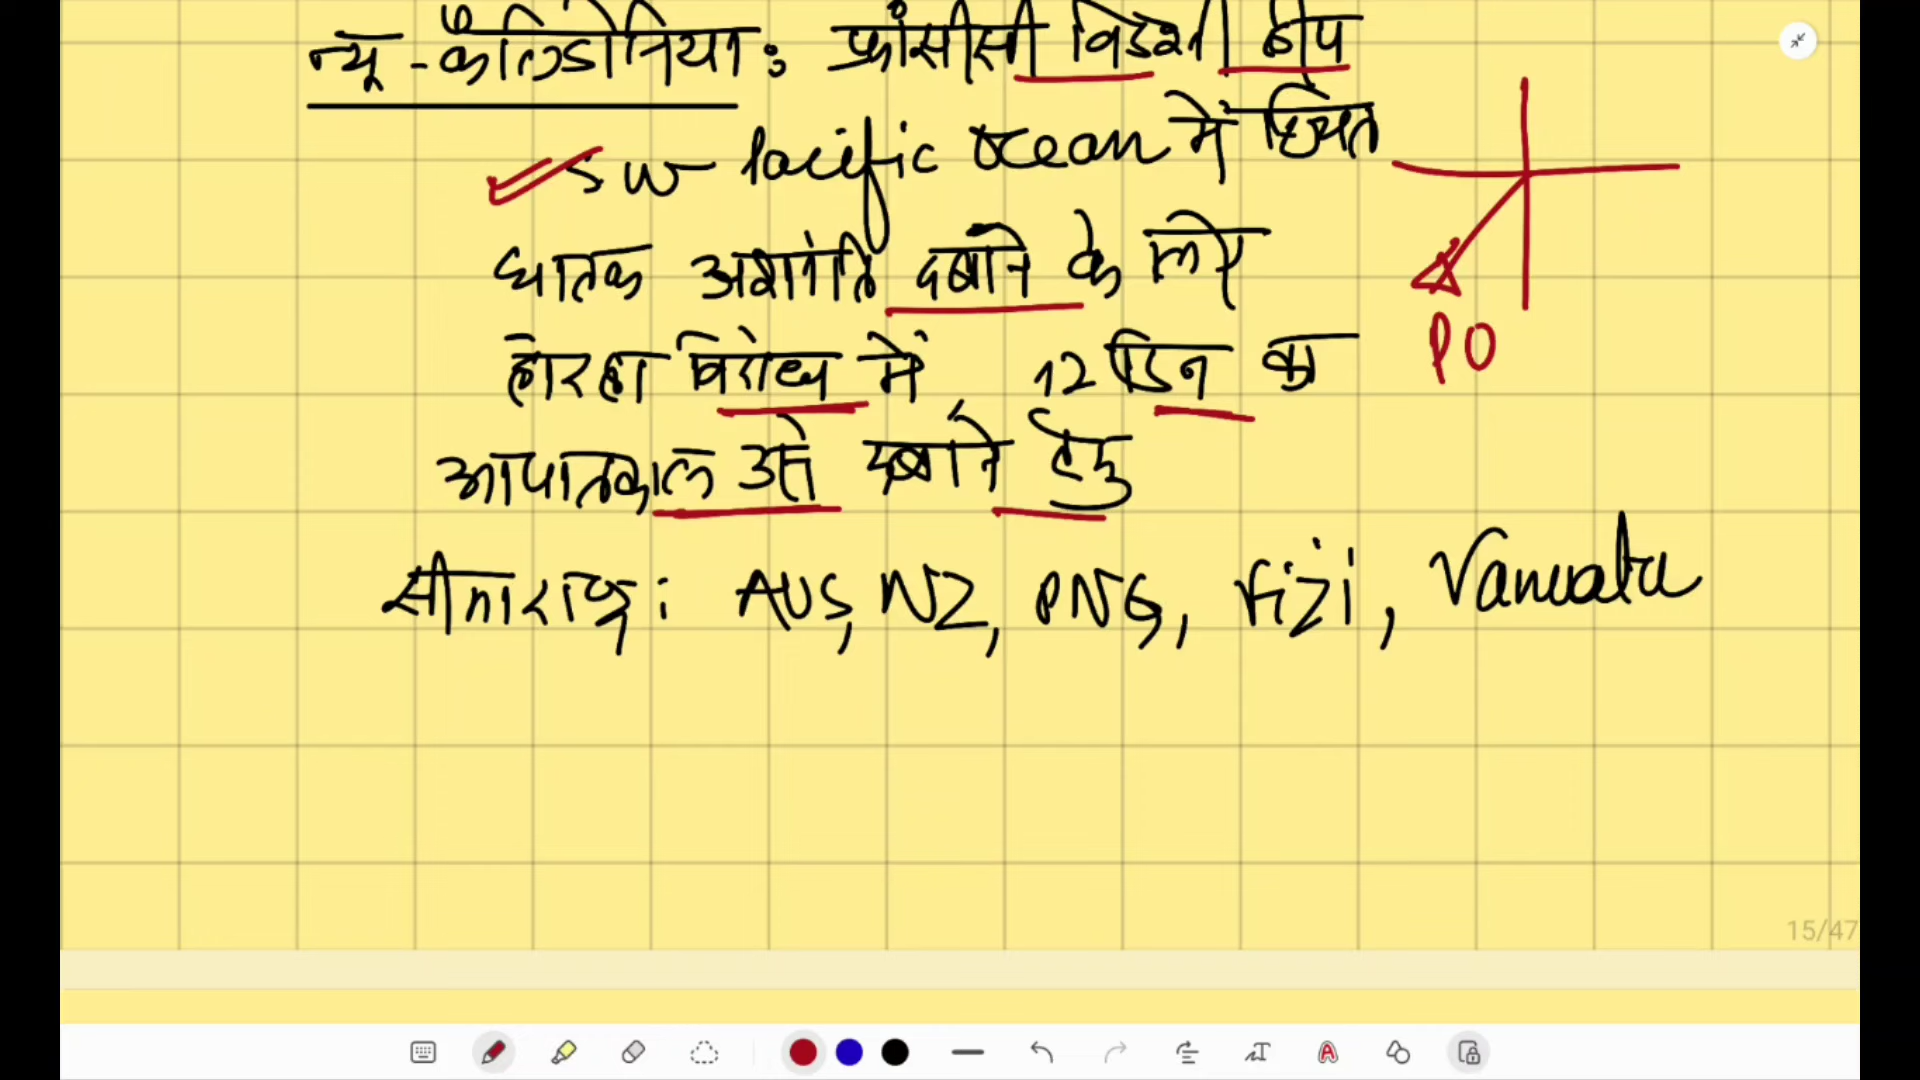 न्यू-कैलिडोनिया: फ्रांसीसी विदेशी द्वीप
SW Pacific Ocean में स्थित
घातक अशांति दबाने के लिए
हो रहा विरोध में 12 दिन का
आपातकाल उसे दबाने हेतु
PO
सीमा राष्ट्र: AUS, NZ, PNG, Fizi, Vanuatu
15/47